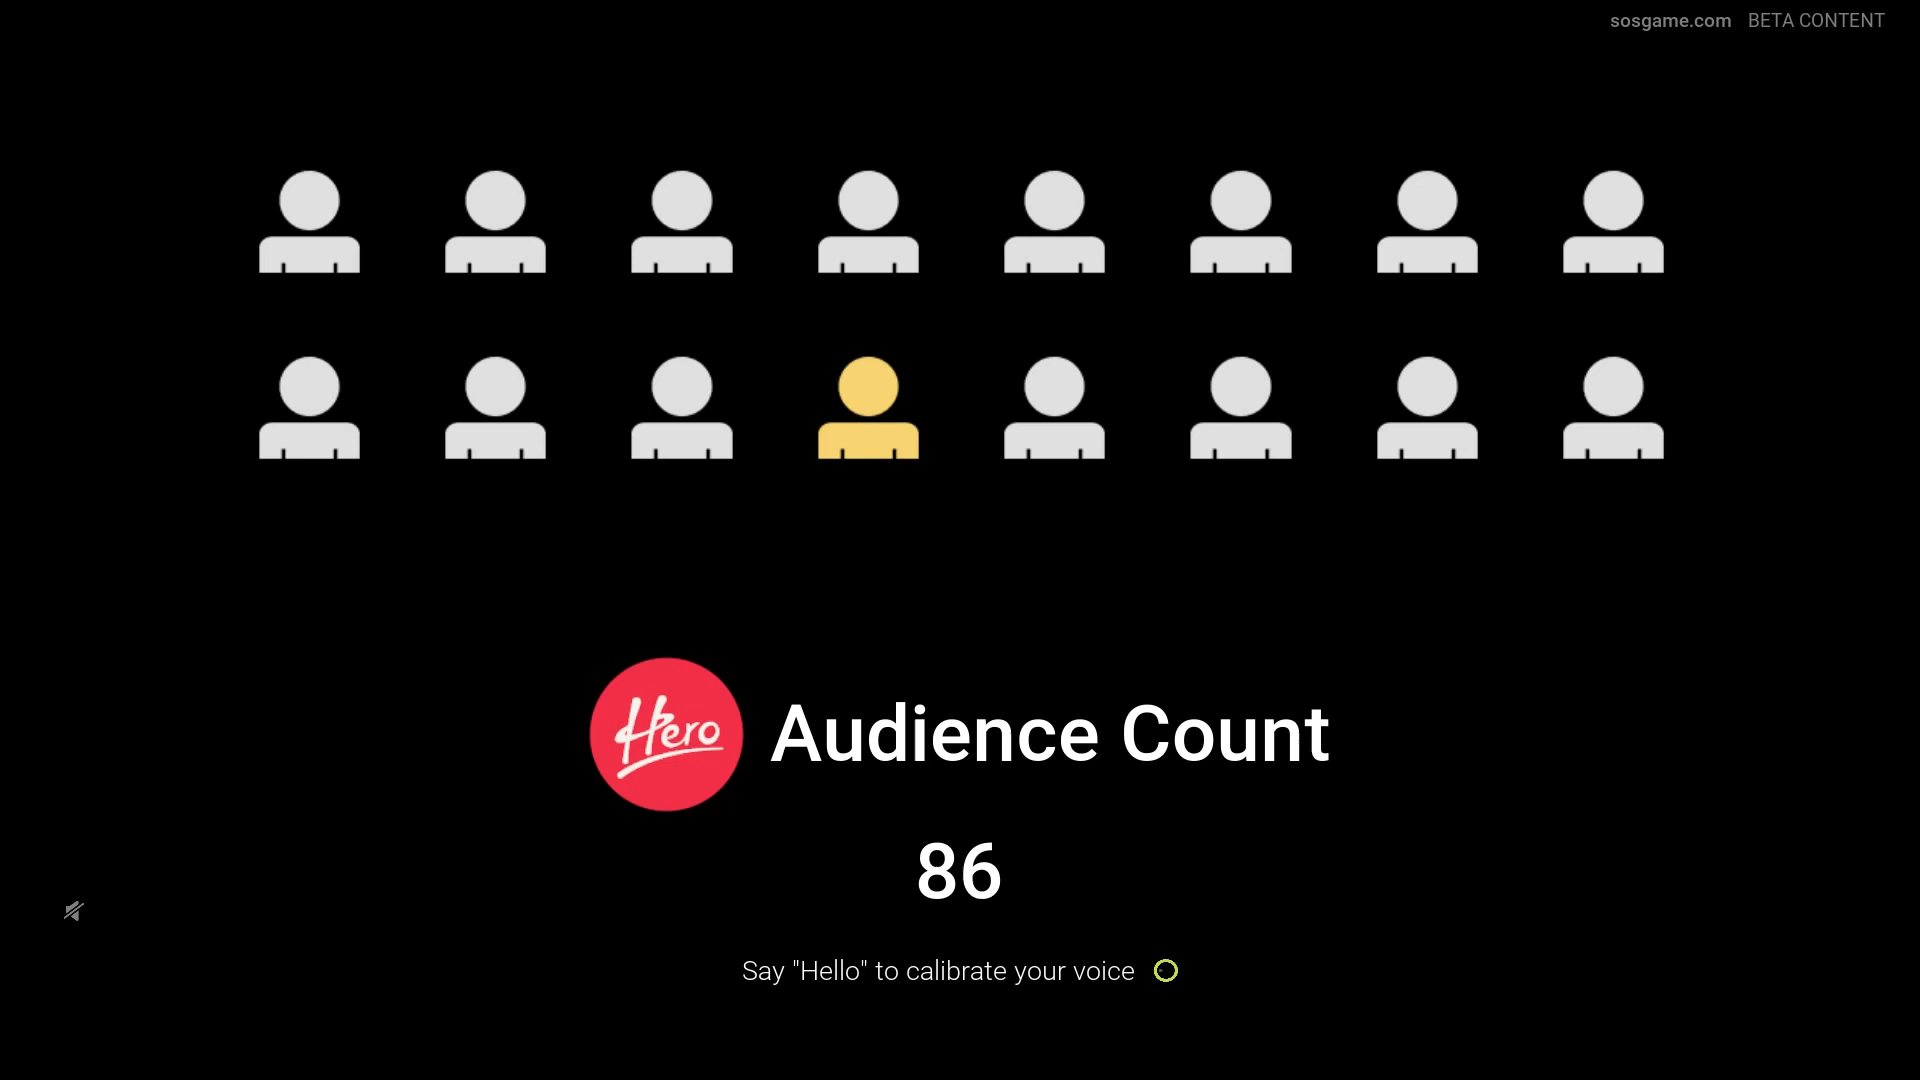 sosgame.com BETA CONTENT
Hero
Audience Count
86
Say "Hello" to calibrate your voice